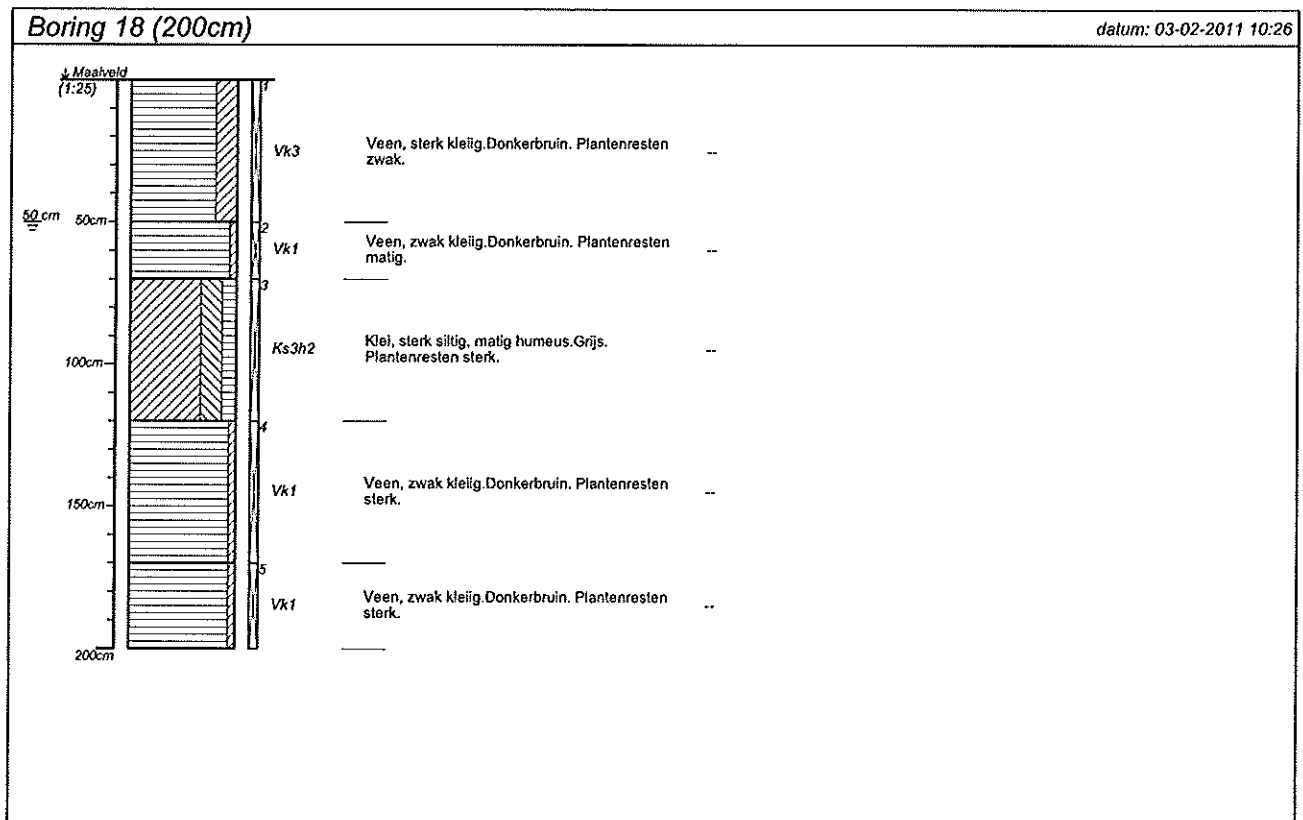 Boring 18 (200cm)
datum: 03-02-2011 10:26
Maaiveld
(1:25)
1
Vk3
Veen, sterk kleiig.Donkerbruin. Plantenresten
zwak.
--
50 cm
50cm
2
Vk1
Veen, zwak kleiig.Donkerbruin. Plantenresten
matig.
--
3
Ks3h2
Klei, sterk siltig, matig humeus.Grijs.
Plantenresten sterk.
--
100cm
4
Vk1
Veen, zwak kleiig.Donkerbruin. Plantenresten
sterk.
--
150cm
5
Vk1
Veen, zwak kleiig.Donkerbruin. Plantenresten
sterk.
--
200cm